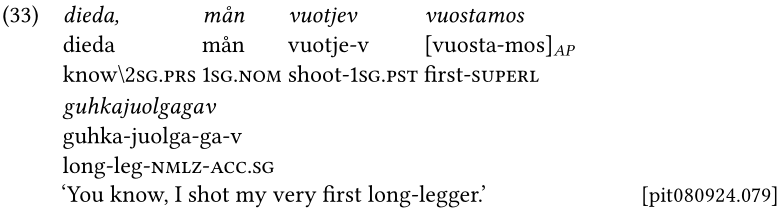 (33) dieda, mån vuotjev vuostamos
dieda mån vuotje-v [vuosta-mos]AP
know\2SG.PRS 1SG.NOM shoot-1SG.PST first-SUPERL
guhkajuolgagav
guhka-juolga-ga-v
long-leg-NMLZ-ACC.SG
‘You know, I shot my very first long-legger.’ [pit080924.079]